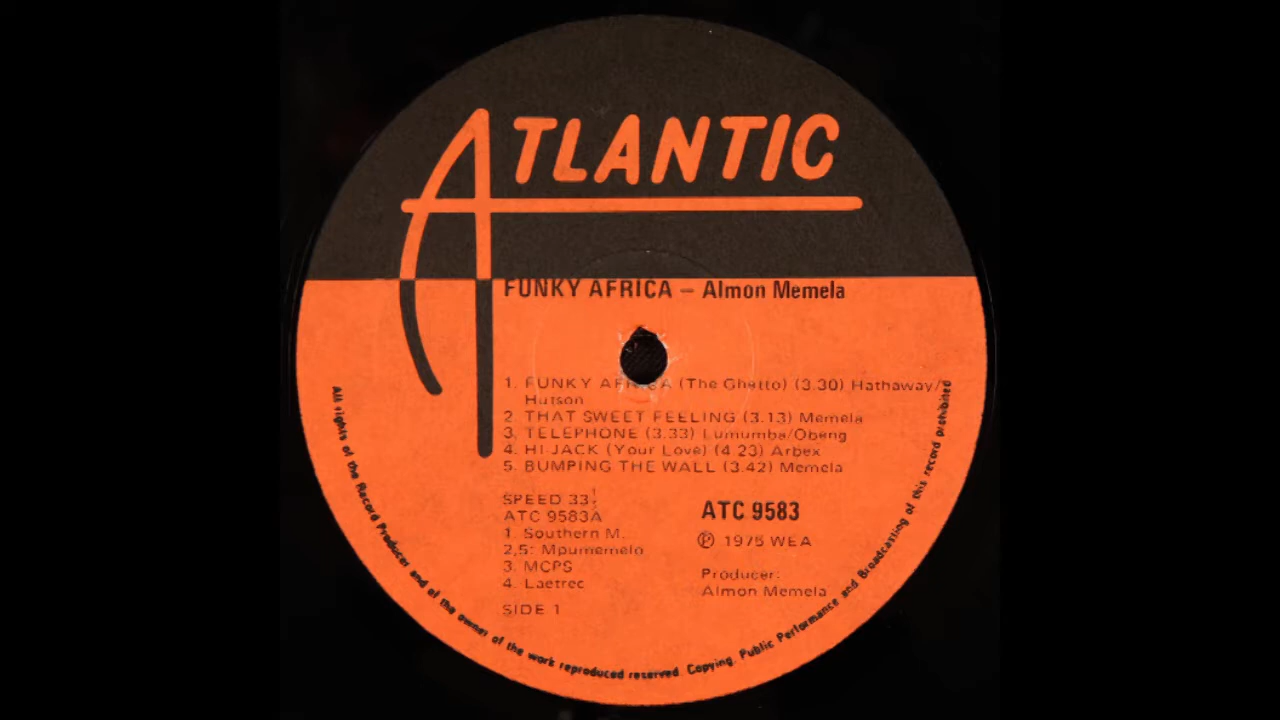 ATLANTIC
FUNKY AFRICA – Almon Memela
1. FUNKY AFRICA (The Ghetto) (3.30) Hathaway/
Hutson
2. THAT SWEET FEELING (3.13) Memela
3. TELEPHONE (3.33) Lumumba/Obeng
4. HI JACK (Your Love) (4.23) Arbex
5. BUMPING THE WALL (3.42) Memela
SPEED 33⅓
ATC 9583A
1. Southern M.
2,5: Mpumemelo
3. MCPS
4. Laetrec
SIDE 1
ATC 9583
℗ 1975 WEA
Producer:
Almon Memela
All rights of the Record Producer and of the owner of the work reproduced reserved. Copying, Public Performance and Broadcasting of this record prohibited